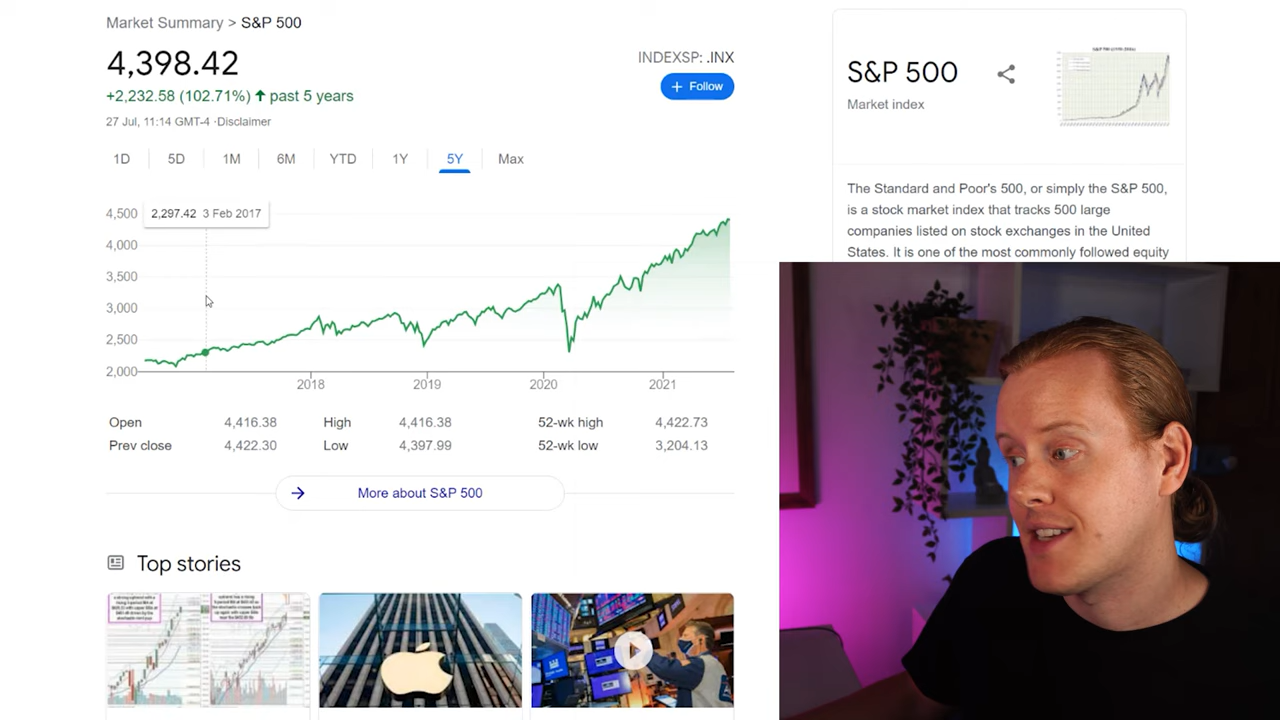 Market Summary > S&P 500
4,398.42
+2,232.58 (102.71%) ↑ past 5 years
27 Jul, 11:14 GMT-4 ·Disclaimer
INDEXSP: .INX
+ Follow
1D 5D 1M 6M YTD 1Y 5Y Max
2,297.42 3 Feb 2017
4,500
4,000
3,500
3,000
2,500
2,000
2018 2019 2020 2021
Open 4,416.38 High 4,416.38 52-wk high 4,422.73
Prev close 4,422.30 Low 4,397.99 52-wk low 3,204.13
More about S&P 500
Top stories
S&P 500
Market index
The Standard and Poor's 500, or simply the S&P 500,
is a stock market index that tracks 500 large
companies listed on stock exchanges in the United
States. It is one of the most commonly followed equity